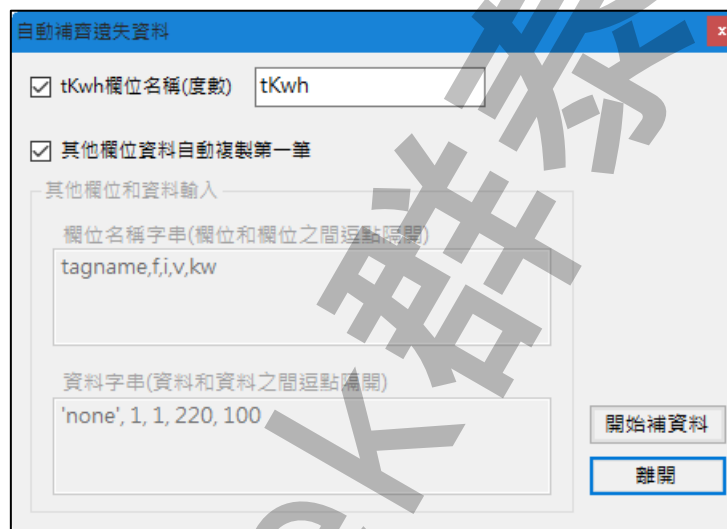 自動補齊遺失資料
x
tKwh欄位名稱(度數) tKwh
其他欄位資料自動複製第一筆
其他欄位和資料輸入
欄位名稱字串(欄位和欄位之間逗點隔開)
tagname,f,i,v,kw
資料字串(資料和資料之間逗點隔開)
'none', 1, 1, 220, 100
開始補資料
離開